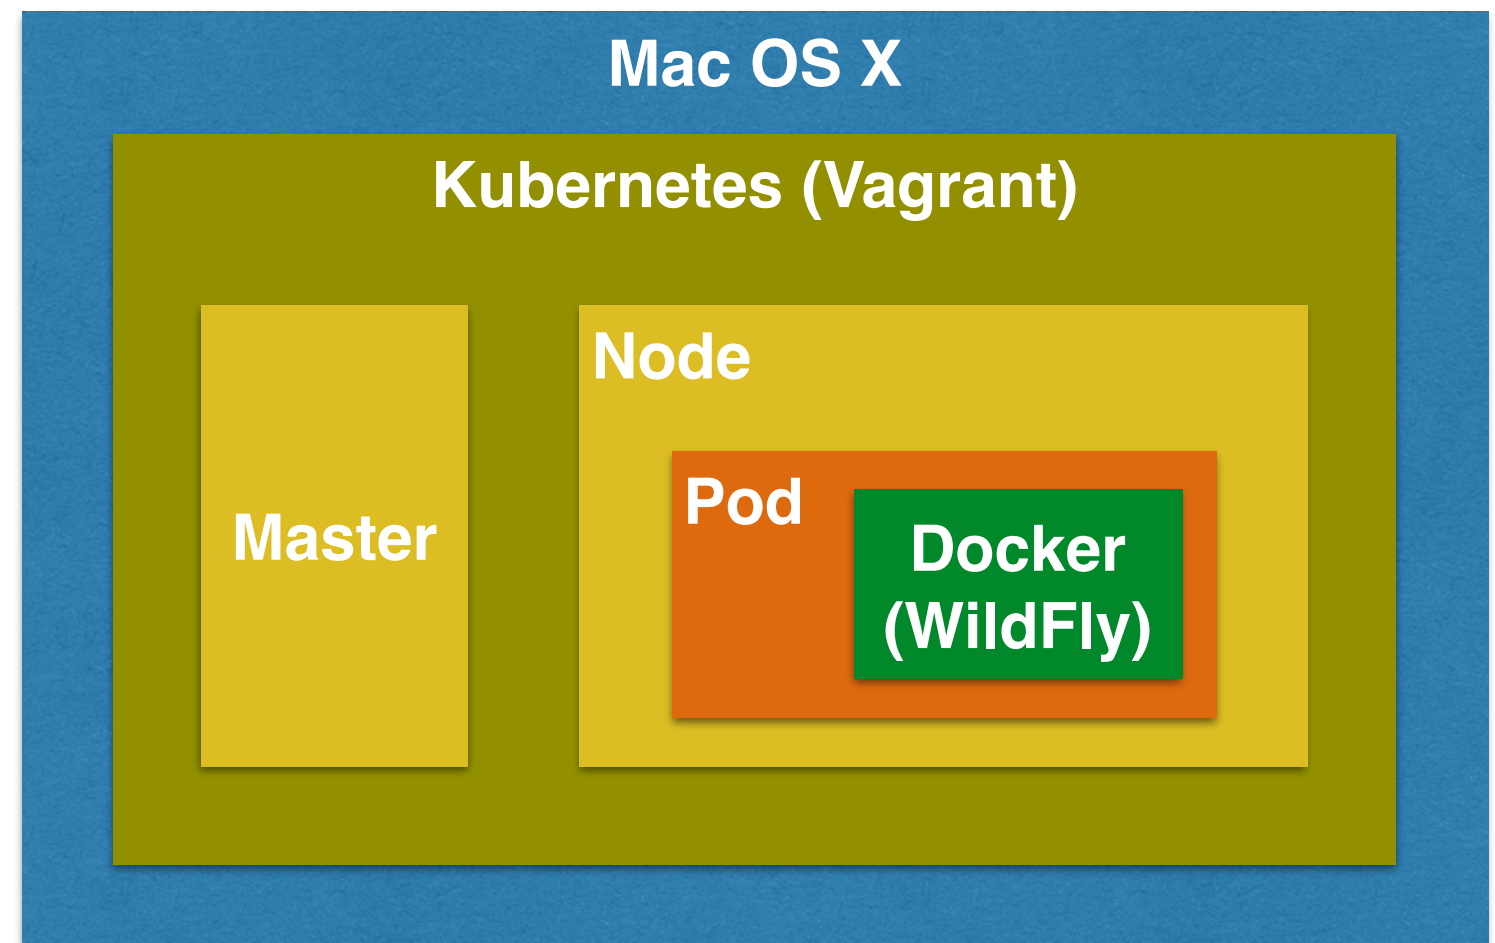 Mac OS X
Kubernetes (Vagrant)
Master
Node
Pod
Docker
(WildFly)